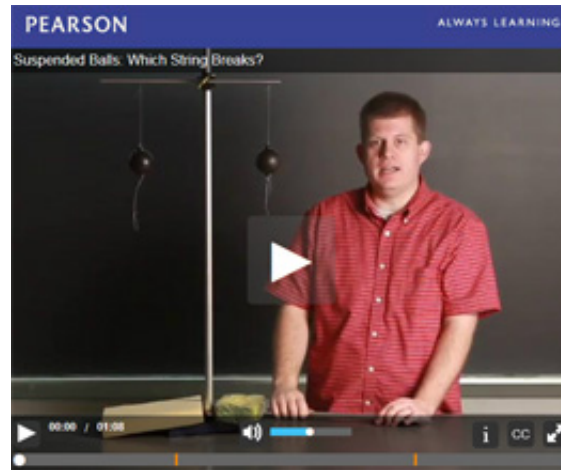 PEARSON
ALWAYS LEARNING
Suspended Balls: Which String Breaks?
00:00 / 01:08
i
CC